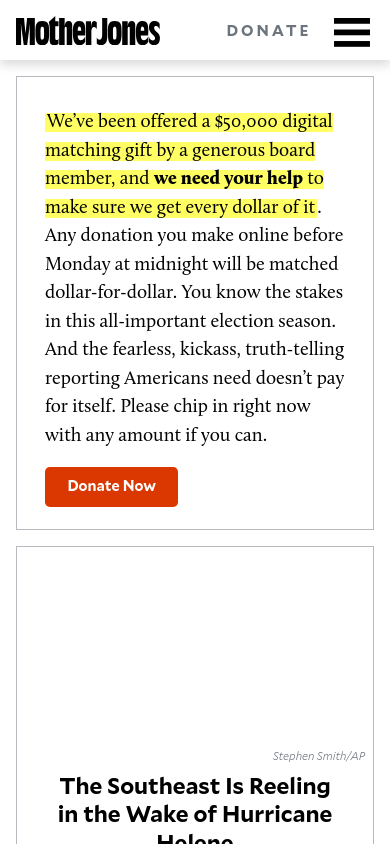 Mother Jones
DONATE
We’ve been offered a $50,000 digital
matching gift by a generous board
member, and we need your help to
make sure we get every dollar of it.
Any donation you make online before
Monday at midnight will be matched
dollar-for-dollar. You know the stakes
in this all-important election season.
And the fearless, kickass, truth-telling
reporting Americans need doesn’t pay
for itself. Please chip in right now
with any amount if you can.
Donate Now
Stephen Smith/AP
The Southeast Is Reeling
in the Wake of Hurricane
Helene